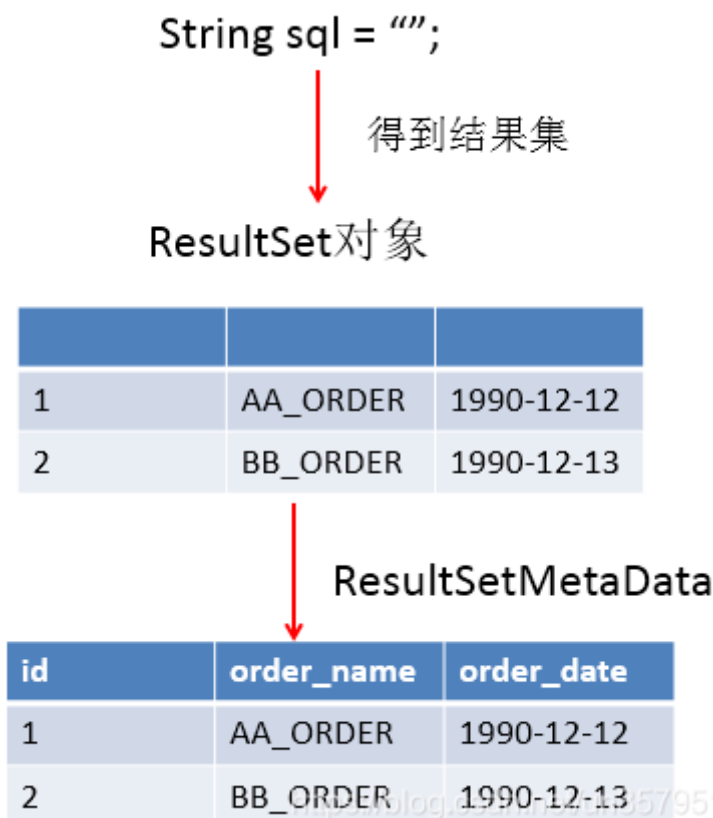 String sql = “”;
得到结果集
ResultSet对象
1 AA_ORDER 1990-12-12
2 BB_ORDER 1990-12-13
ResultSetMetaData
id order_name order_date
1 AA_ORDER 1990-12-12
2 BB_ORDER 1990-12-13